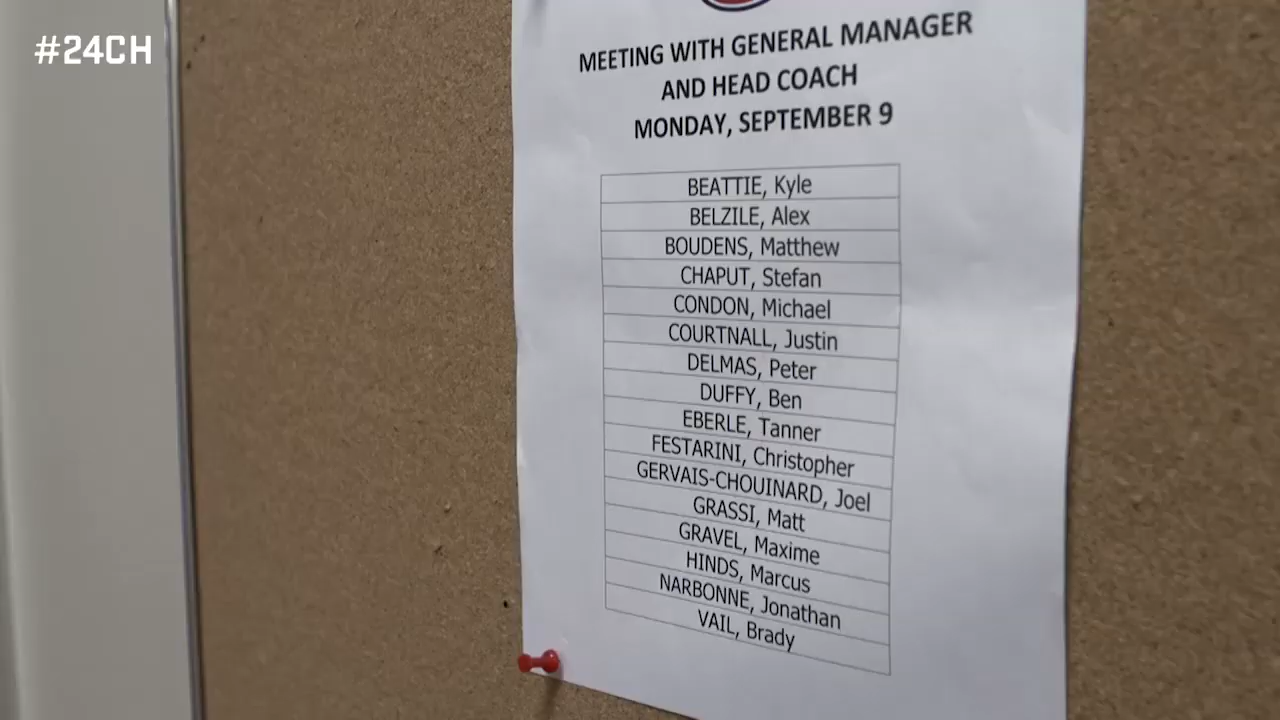 #24CH
MEETING WITH GENERAL MANAGER
AND HEAD COACH
MONDAY, SEPTEMBER 9
BEATTIE, Kyle
BELZILE, Alex
BOUDENS, Matthew
CHAPUT, Stefan
CONDON, Michael
COURTNALL, Justin
DELMAS, Peter
DUFFY, Ben
EBERLE, Tanner
FESTARINI, Christopher
GERVAIS-CHOUINARD, Joel
GRASSI, Matt
GRAVEL, Maxime
HINDS, Marcus
NARBONNE, Jonathan
VAIL, Brady